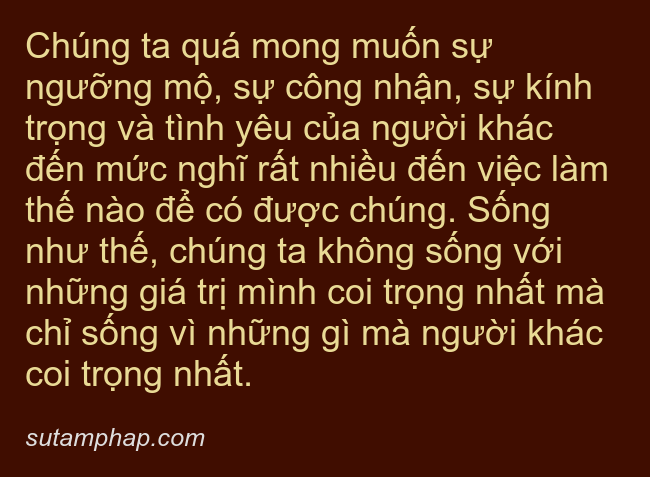 Chúng ta quá mong muốn sự
ngưỡng mộ, sự công nhận, sự kính
trọng và tình yêu của người khác
đến mức nghĩ rất nhiều đến việc làm
thế nào để có được chúng. Sống
như thế, chúng ta không sống với
những giá trị mình coi trọng nhất mà
chỉ sống vì những gì mà người khác
coi trọng nhất.
sutamphap.com